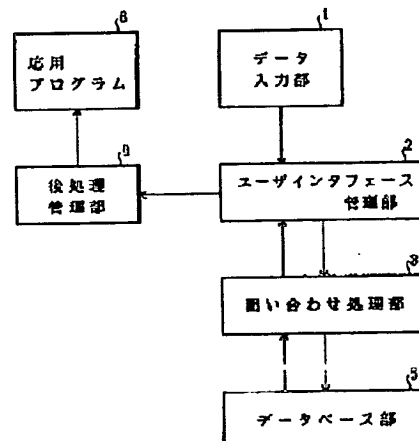 8
応用
プログラム
1
データ
入力部
9
後処理
管理部
2
ユーザインタフェース
管理部
3
問い合わせ処理部
5
データベース部